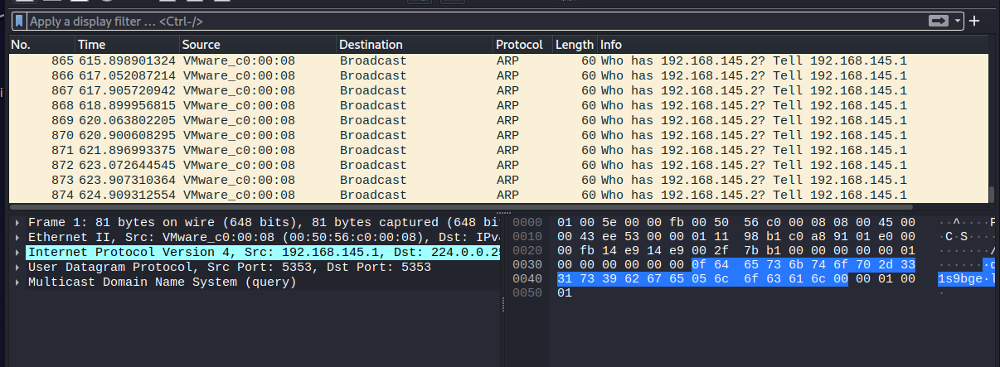 Apply a display filter … <Ctrl-/>
No. Time Source Destination Protocol Length Info
865 615.898901324 VMware_c0:00:08 Broadcast ARP 60 Who has 192.168.145.2? Tell 192.168.145.1
866 617.052087214 VMware_c0:00:08 Broadcast ARP 60 Who has 192.168.145.2? Tell 192.168.145.1
867 617.905720942 VMware_c0:00:08 Broadcast ARP 60 Who has 192.168.145.2? Tell 192.168.145.1
868 618.899956815 VMware_c0:00:08 Broadcast ARP 60 Who has 192.168.145.2? Tell 192.168.145.1
869 620.063802205 VMware_c0:00:08 Broadcast ARP 60 Who has 192.168.145.2? Tell 192.168.145.1
870 620.900608295 VMware_c0:00:08 Broadcast ARP 60 Who has 192.168.145.2? Tell 192.168.145.1
871 621.896993375 VMware_c0:00:08 Broadcast ARP 60 Who has 192.168.145.2? Tell 192.168.145.1
872 623.072644545 VMware_c0:00:08 Broadcast ARP 60 Who has 192.168.145.2? Tell 192.168.145.1
873 623.907310364 VMware_c0:00:08 Broadcast ARP 60 Who has 192.168.145.2? Tell 192.168.145.1
874 624.909312554 VMware_c0:00:08 Broadcast ARP 60 Who has 192.168.145.2? Tell 192.168.145.1
Frame 1: 81 bytes on wire (648 bits), 81 bytes captured (648 bi
Ethernet II, Src: VMware_c0:00:08 (00:50:56:c0:00:08), Dst: IPv4
Internet Protocol Version 4, Src: 192.168.145.1, Dst: 224.0.0.25
User Datagram Protocol, Src Port: 5353, Dst Port: 5353
Multicast Domain Name System (query)
0000 01 00 5e 00 00 fb 00 50 56 c0 00 08 08 00 45 00 ··^····P
0010 00 43 ee 53 00 00 01 11 98 b1 c0 a8 91 01 e0 00 ·C·S····
0020 00 fb 14 e9 14 e9 00 2f 7b b1 00 00 00 00 00 01 ·······/
0030 00 00 00 00 00 00 0f 64 65 73 6b 74 6f 70 2d 33 ·······d
0040 31 73 39 62 67 65 05 6c 6f 63 61 6c 00 00 01 00 1s9bge·l
0050 01 ·